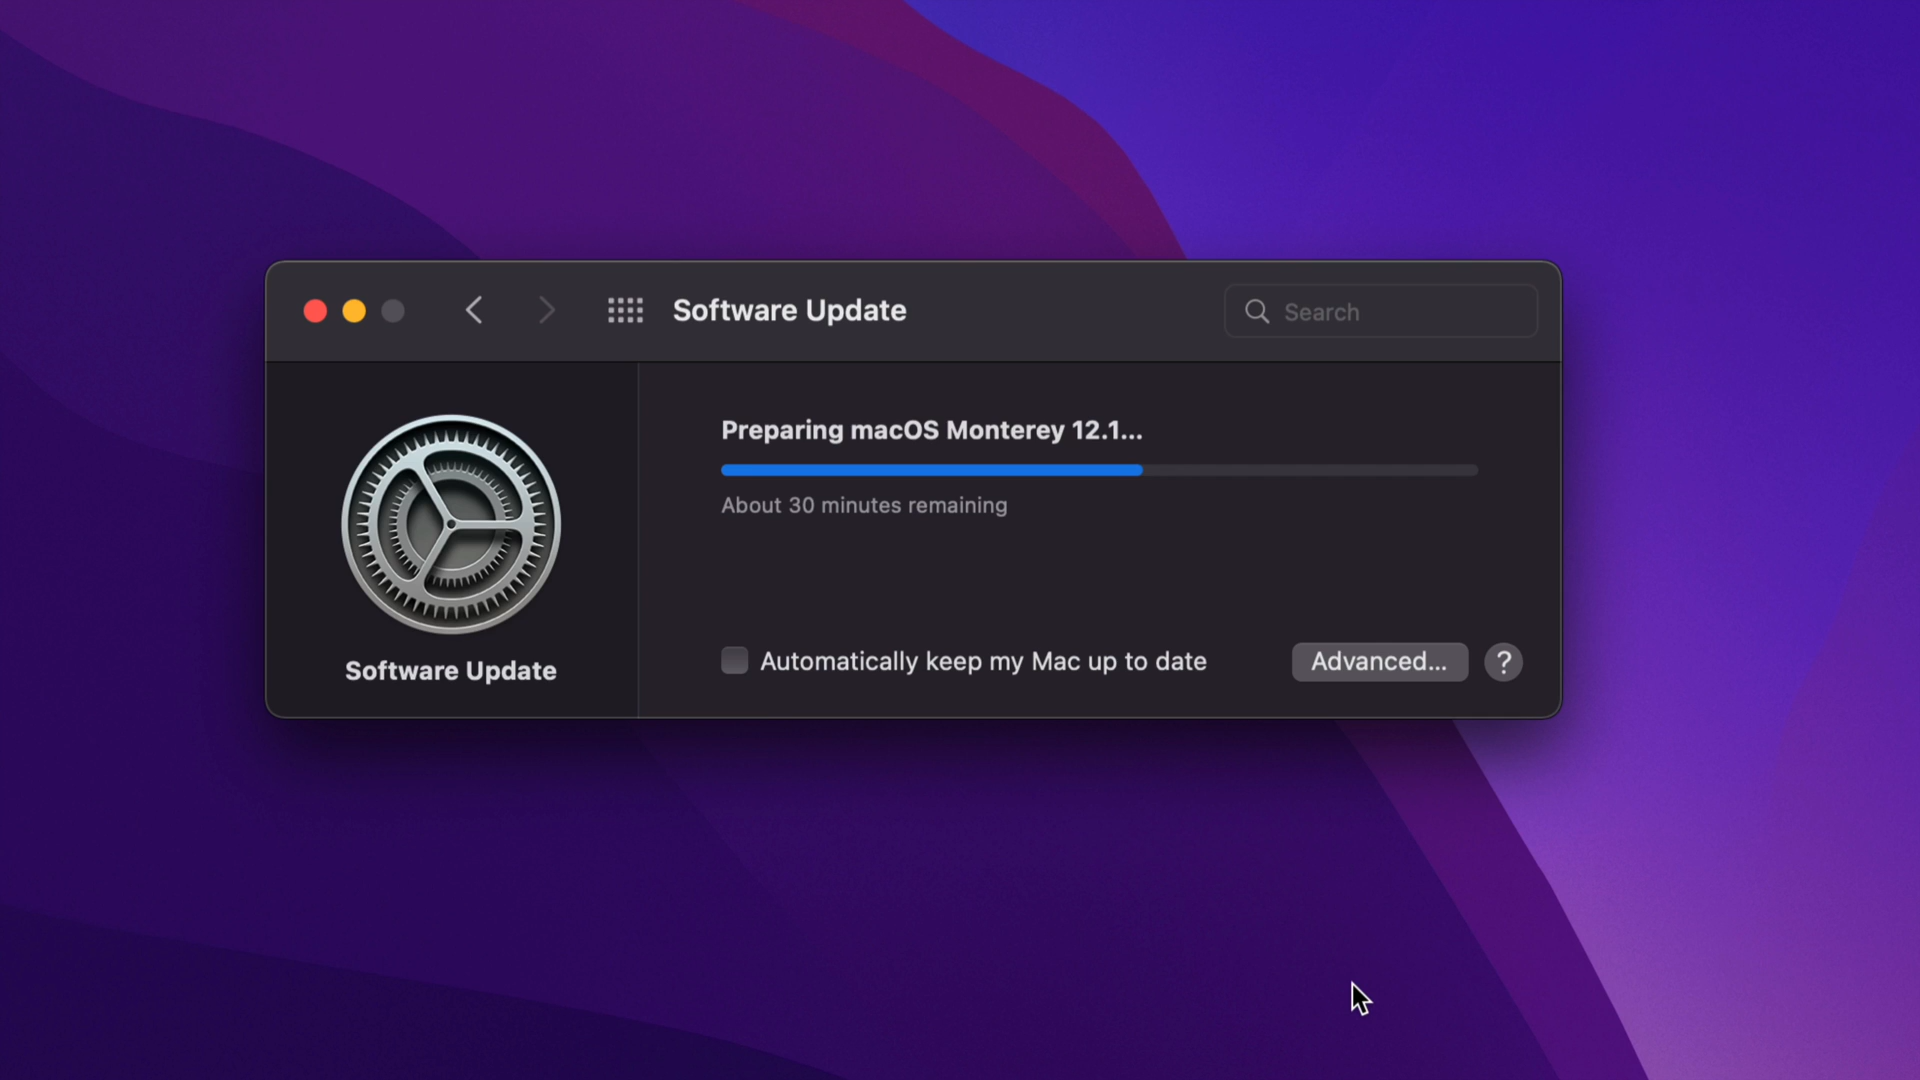 Software Update
Search
Preparing macOS Monterey 12.1...
About 30 minutes remaining
Software Update
Automatically keep my Mac up to date
Advanced...
?